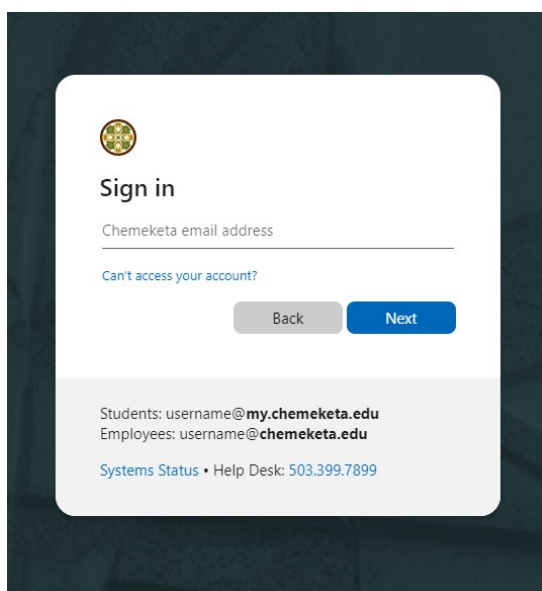 Sign in
Chemeketa email address
Can't access your account?
Back Next
Students: username@my.chemeketa.edu
Employees: username@chemeketa.edu
Systems Status • Help Desk: 503.399.7899